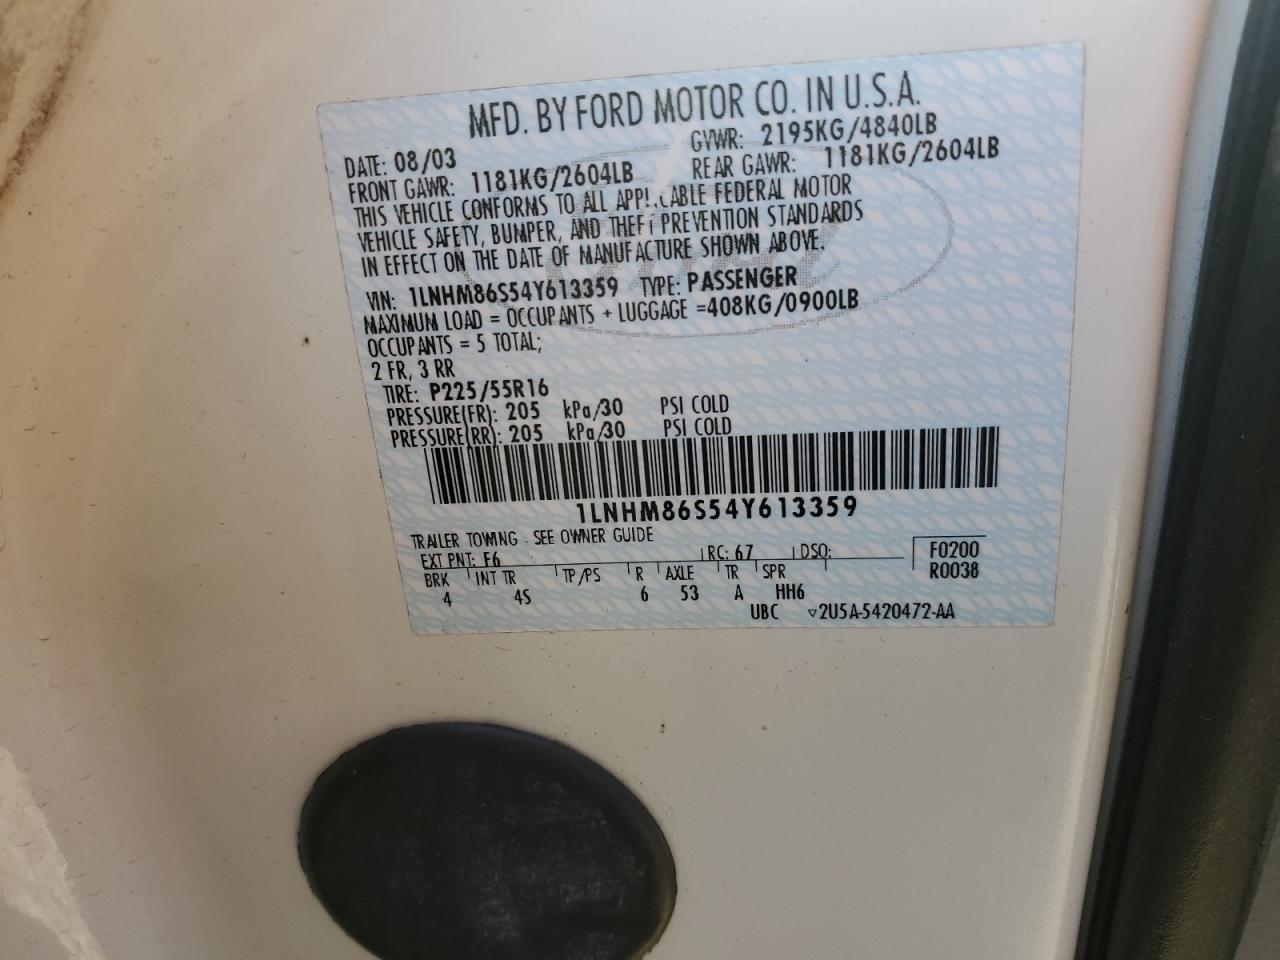 MFD. BY FORD MOTOR CO. IN U.S.A.
DATE: 08/03 GVWR: 2195KG/4840LB
FRONT GAWR: 1181KG/2604LB REAR GAWR: 1181KG/2604LB
THIS VEHICLE CONFORMS TO ALL APPLICABLE FEDERAL MOTOR
VEHICLE SAFETY, BUMPER, AND THEFT PREVENTION STANDARDS
IN EFFECT ON THE DATE OF MANUFACTURE SHOWN ABOVE.
VIN: 1LNHM86S54Y613359 TYPE: PASSENGER
MAXIMUM LOAD = OCCUPANTS + LUGGAGE =408KG/0900LB
OCCUPANTS = 5 TOTAL;
2 FR, 3 RR
TIRE: P225/55R16
PRESSURE(FR): 205 kPa/30 PSI COLD
PRESSURE(RR): 205 kPa/30 PSI COLD
1LNHM86S54Y613359
TRAILER TOWING - SEE OWNER GUIDE
EXT PNT: F6 RC: 67 DSO: F0200
BRK INT TR TP/PS R AXLE TR SPR R0038
4 4S 6 53 A HH6
UBC ▿2U5A-5420472-AA